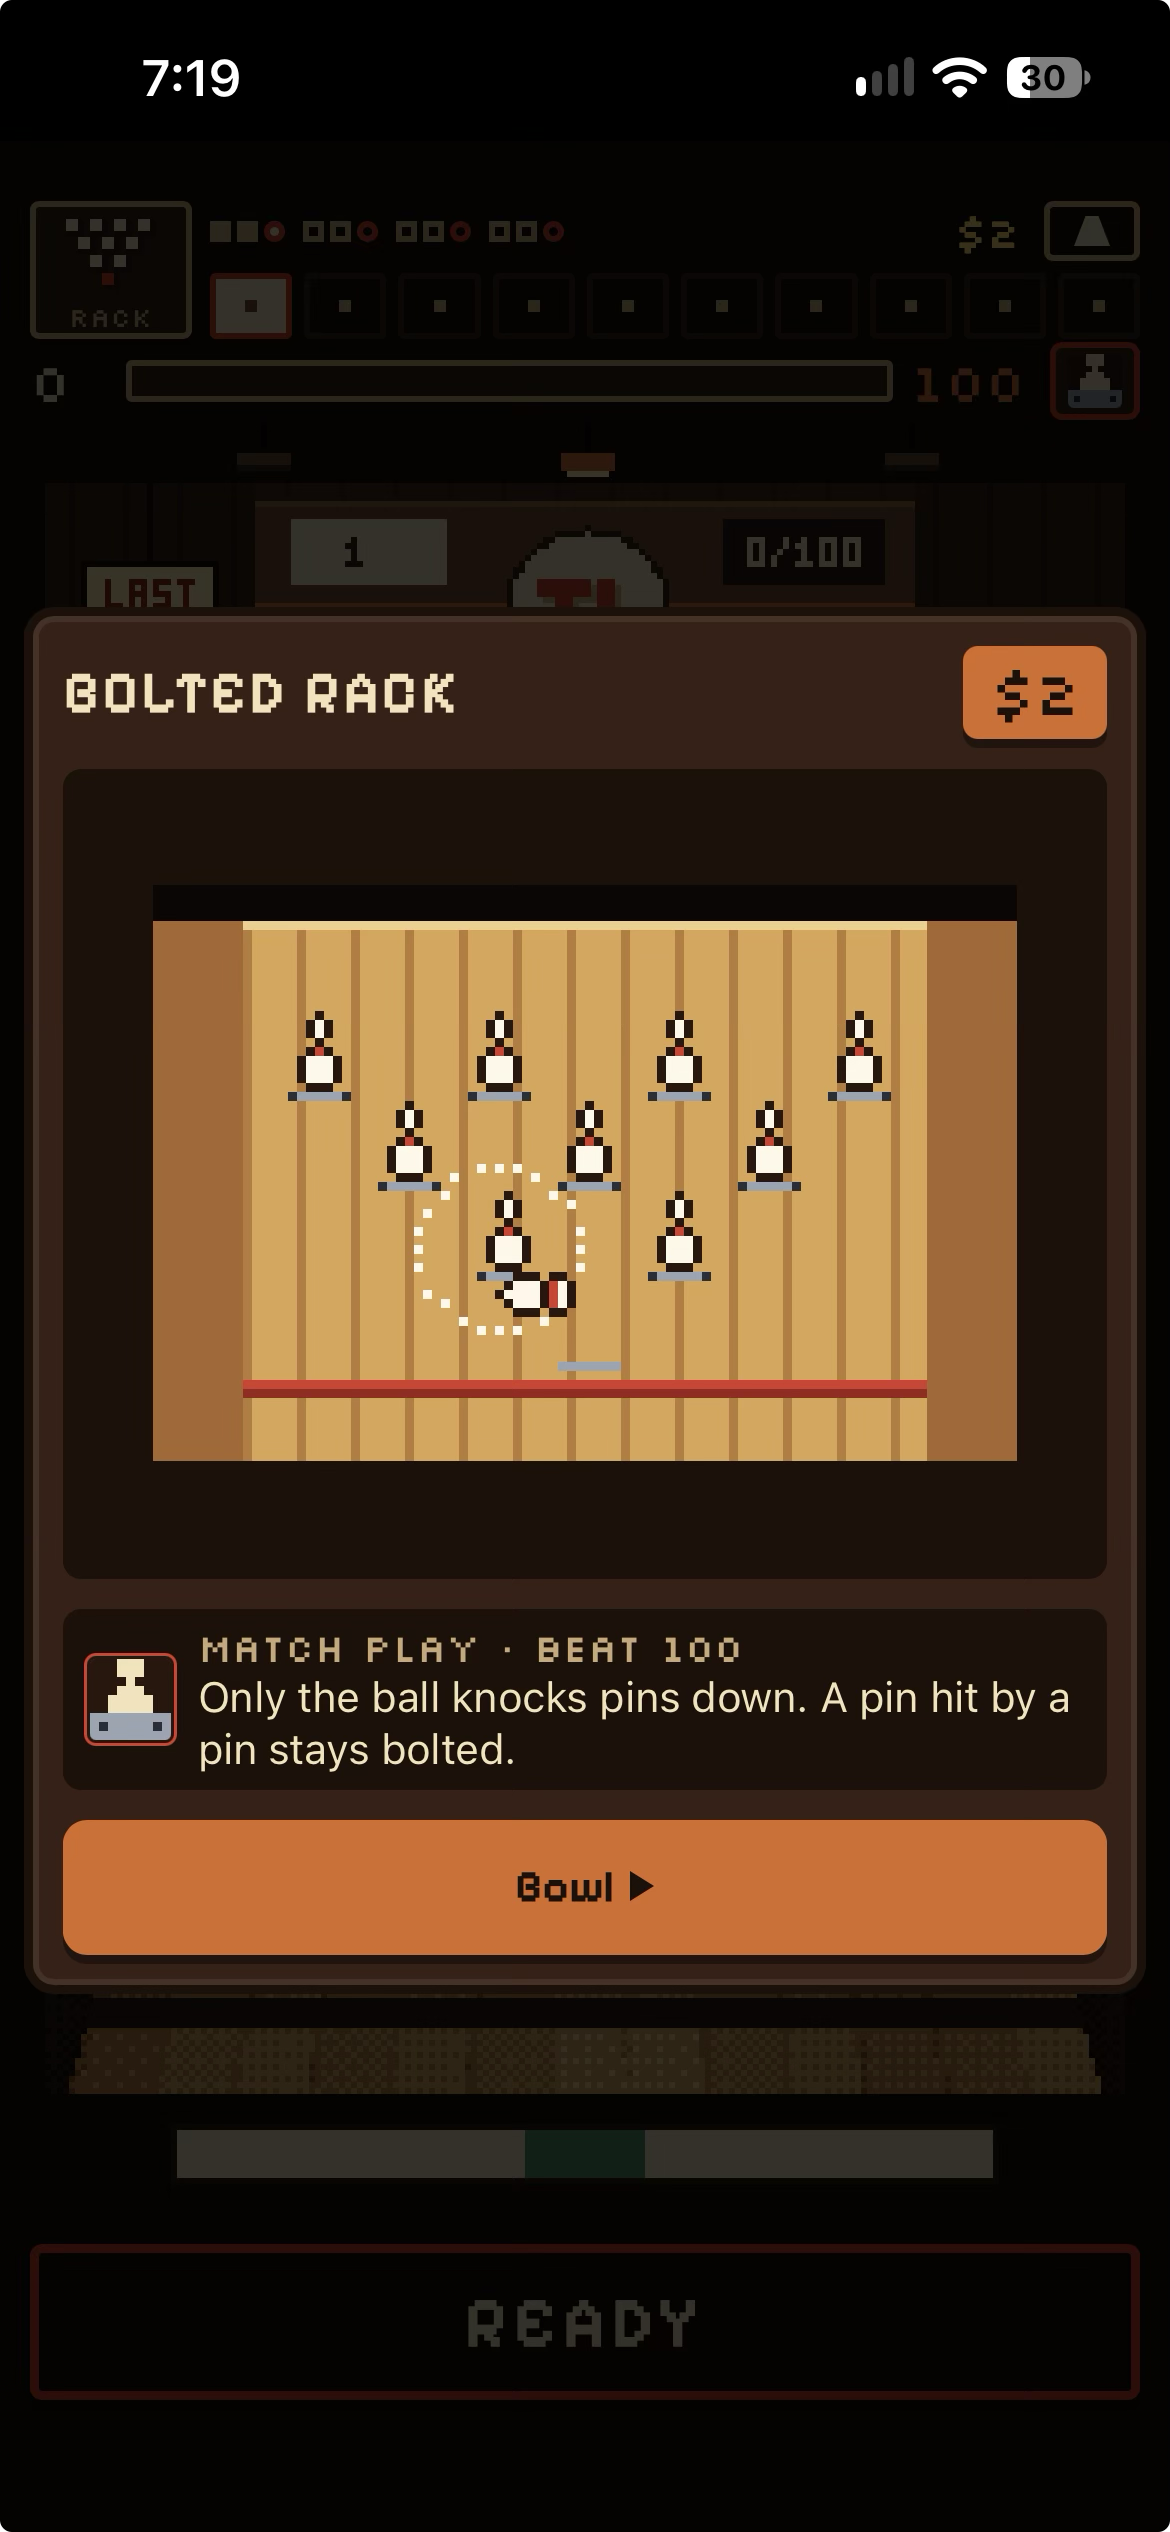 7:19
30
$2
RACK
0
100
1
0/100
LAST
BOLTED RACK
$2
MATCH PLAY · BEAT 100
Only the ball knocks pins down. A pin hit by a
pin stays bolted.
Bowl
READY